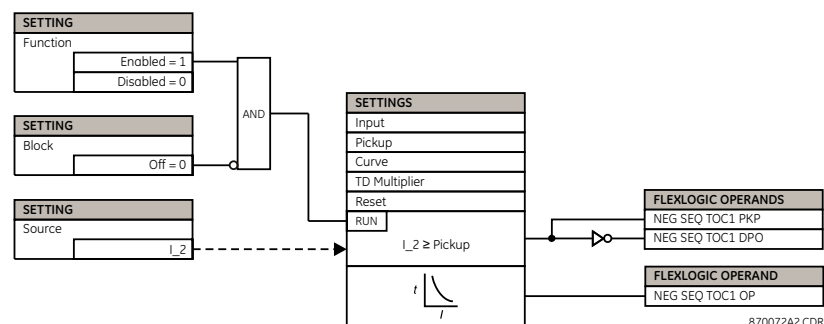 SETTING
Function
Enabled = 1
Disabled = 0
SETTING
Block
Off = 0
SETTING
Source
I_2
AND
SETTINGS
Input
Pickup
Curve
TD Multiplier
Reset
RUN
I_2 ≥ Pickup
t
I
FLEXLOGIC OPERANDS
NEG SEQ TOC1 PKP
NEG SEQ TOC1 DPO
FLEXLOGIC OPERAND
NEG SEQ TOC1 OP
870072A2.CDR